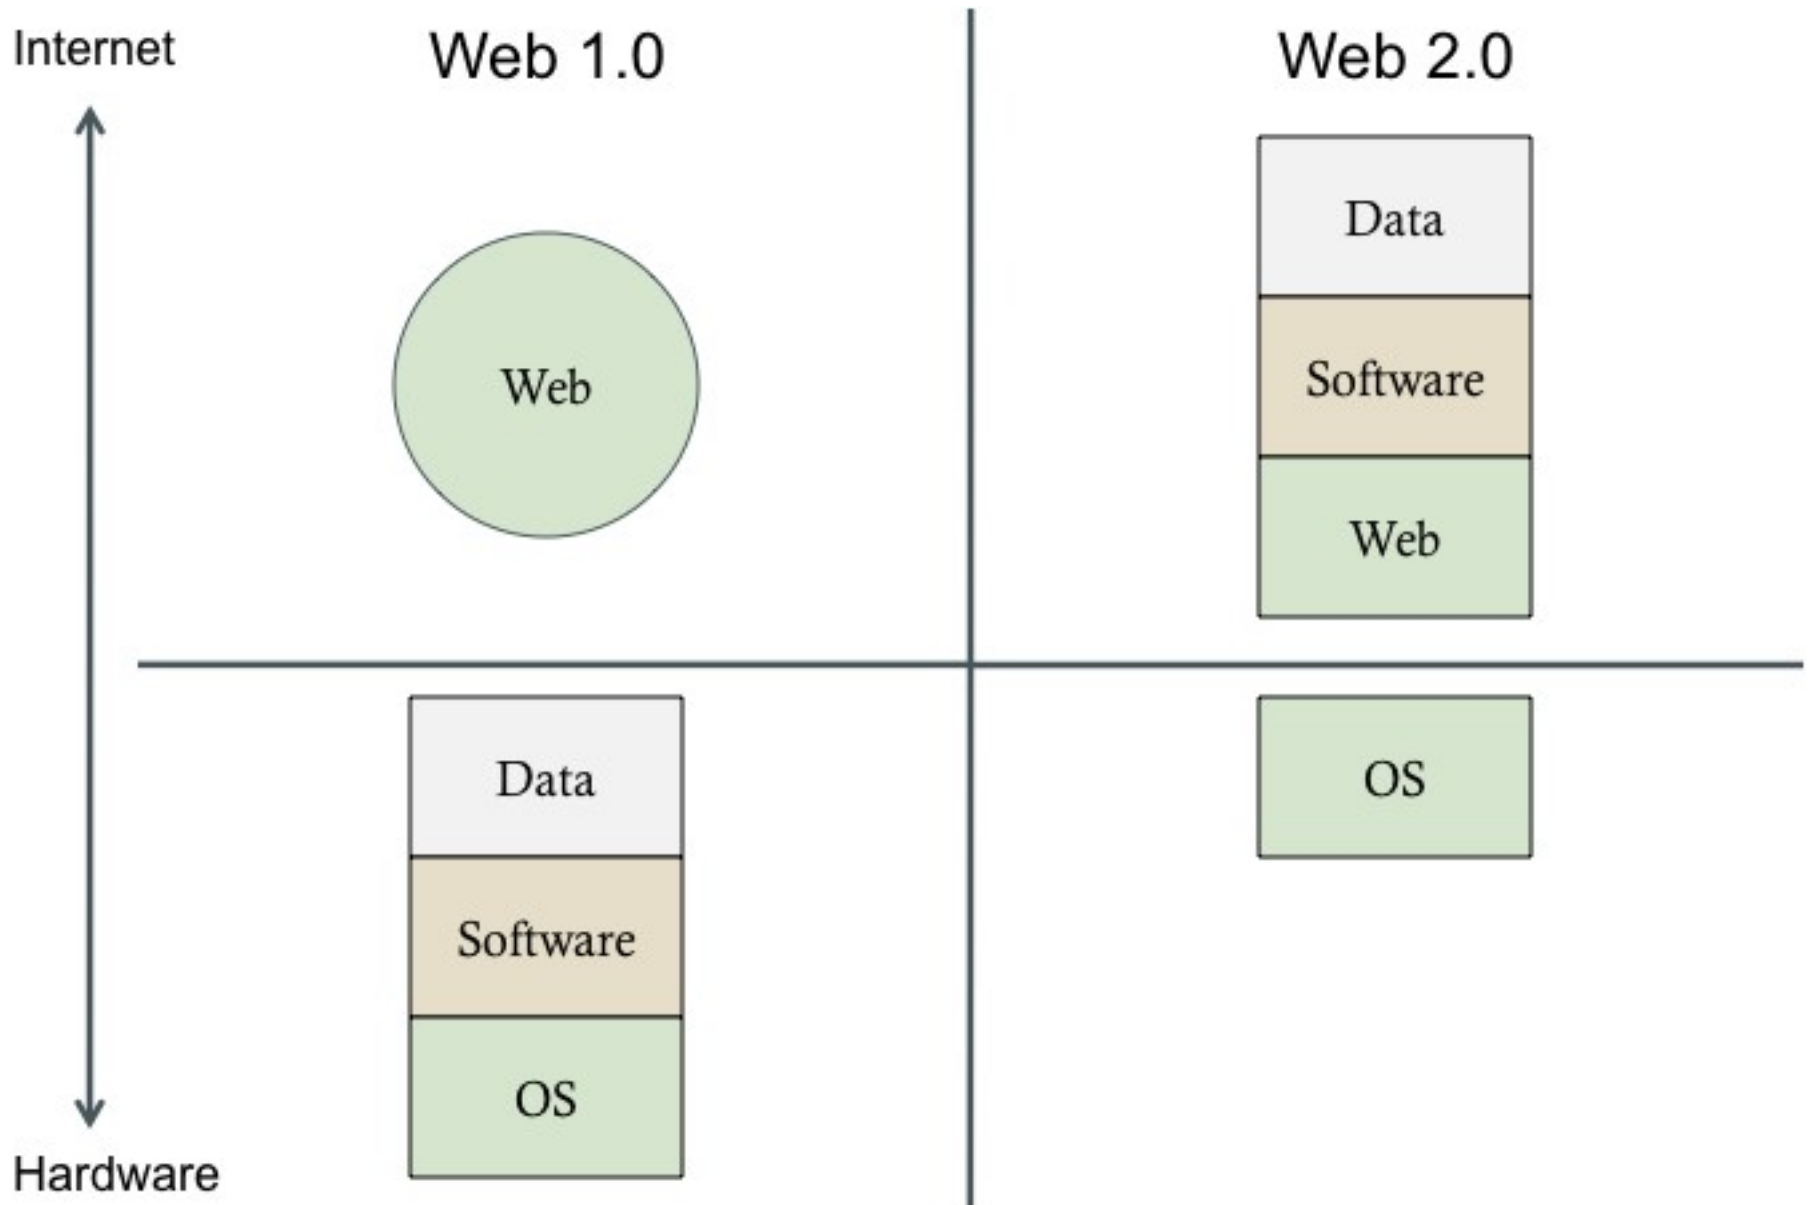 Internet
Web 1.0
Web 2.0
Web
Data
Software
Web
Data
Software
OS
OS
Hardware